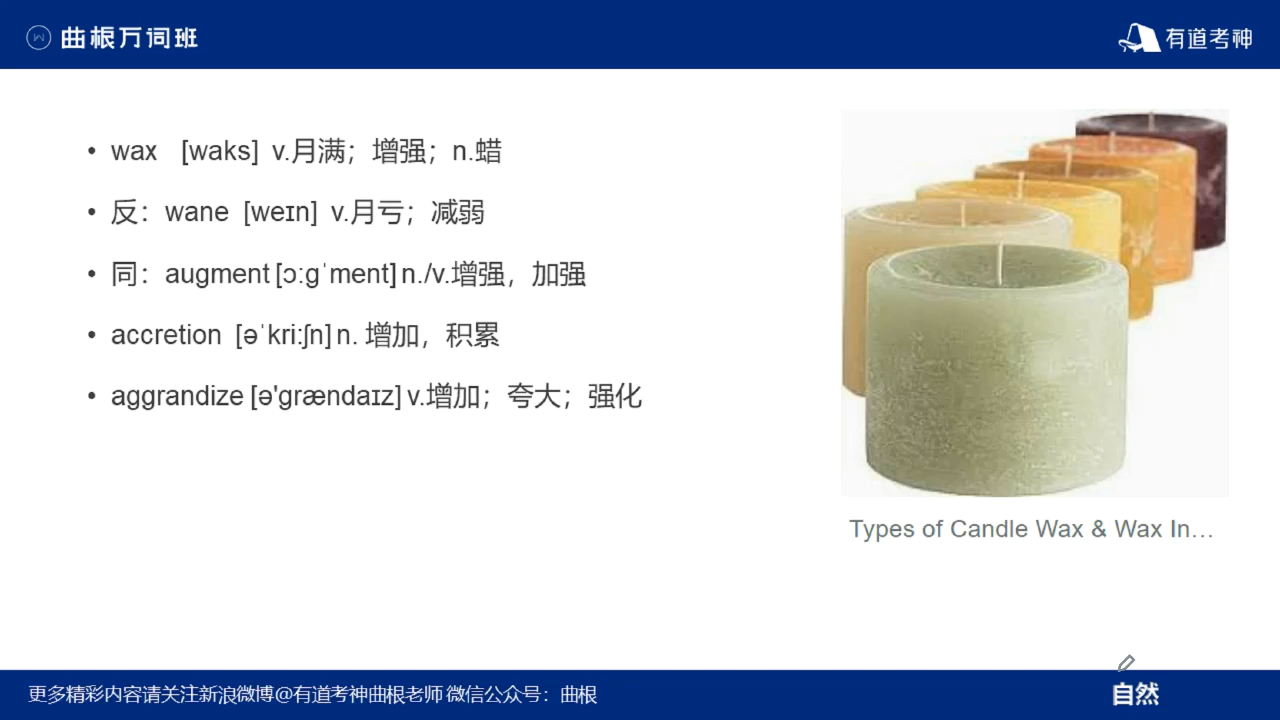 曲根万词班
有道考神
• wax [waks] v.月满；增强；n.蜡
• 反：wane [weɪn] v.月亏；减弱
• 同：augment [ɔːɡˈment] n./v.增强，加强
• accretion [əˈkriːʃn] n. 增加，积累
• aggrandize [ə'ɡrændaɪz] v.增加；夸大；强化
Types of Candle Wax & Wax In…
更多精彩内容请关注新浪微博@有道考神曲根老师 微信公众号：曲根
自然